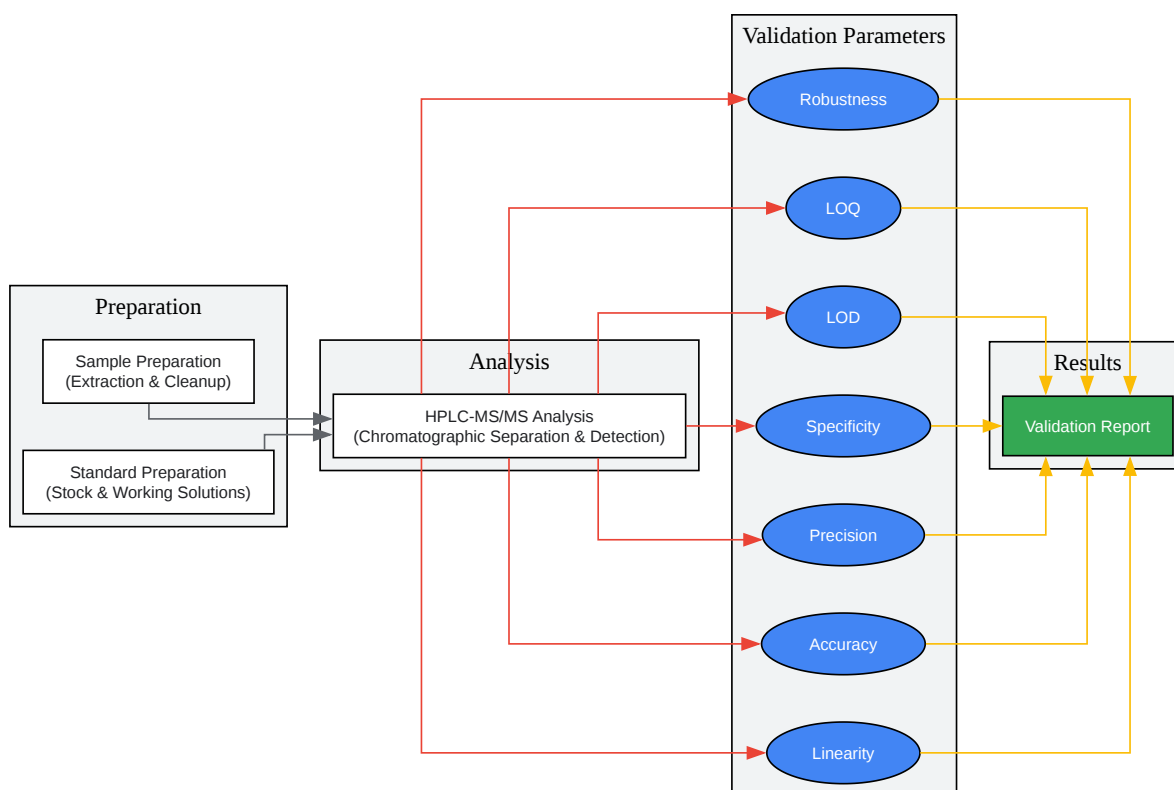 Preparation
Sample Preparation
(Extraction & Cleanup)
Standard Preparation
(Stock & Working Solutions)
Analysis
HPLC-MS/MS Analysis
(Chromatographic Separation & Detection)
Validation Parameters
Robustness
LOQ
LOD
Specificity
Precision
Accuracy
Linearity
Results
Validation Report